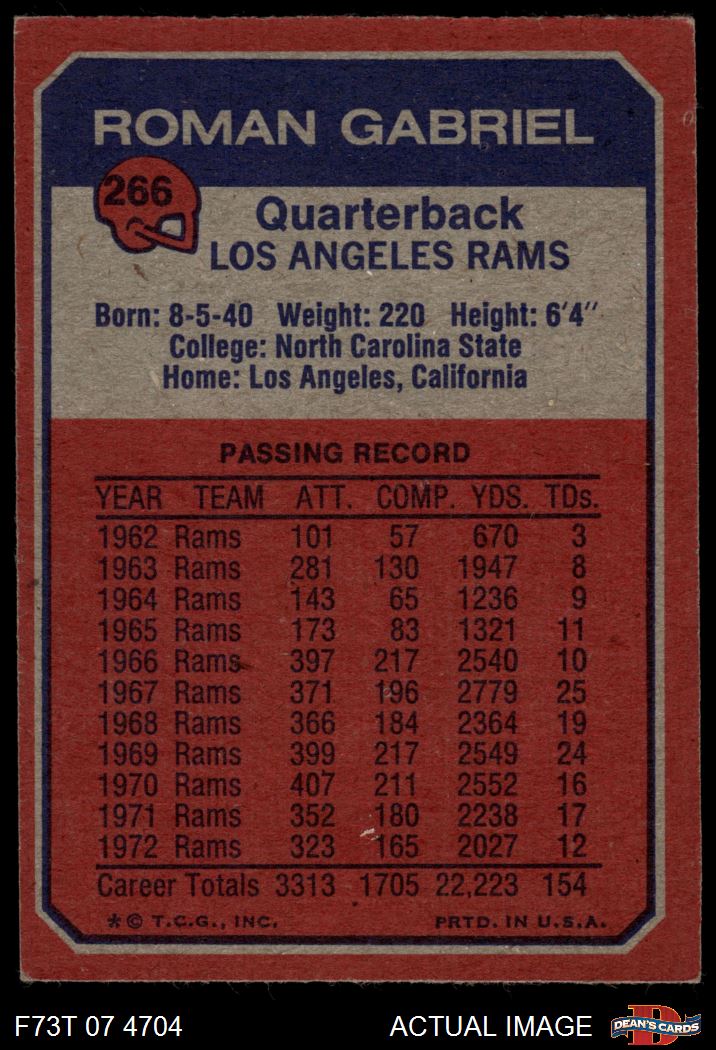 ROMAN GABRIEL
266
Quarterback
LOS ANGELES RAMS
Born: 8-5-40 Weight: 220 Height: 6'4"
College: North Carolina State
Home: Los Angeles, California
PASSING RECORD
YEAR TEAM ATT. COMP. YDS. TDs.
1962 Rams 101 57 670 3
1963 Rams 281 130 1947 8
1964 Rams 143 65 1236 9
1965 Rams 173 83 1321 11
1966 Rams 397 217 2540 10
1967 Rams 371 196 2779 25
1968 Rams 366 184 2364 19
1969 Rams 399 217 2549 24
1970 Rams 407 211 2552 16
1971 Rams 352 180 2238 17
1972 Rams 323 165 2027 12
Career Totals 3313 1705 22,223 154
* © T.C.G., INC. PRTD. IN U.S.A.
F73T 07 4704 ACTUAL IMAGE D DEAN'S CARDS